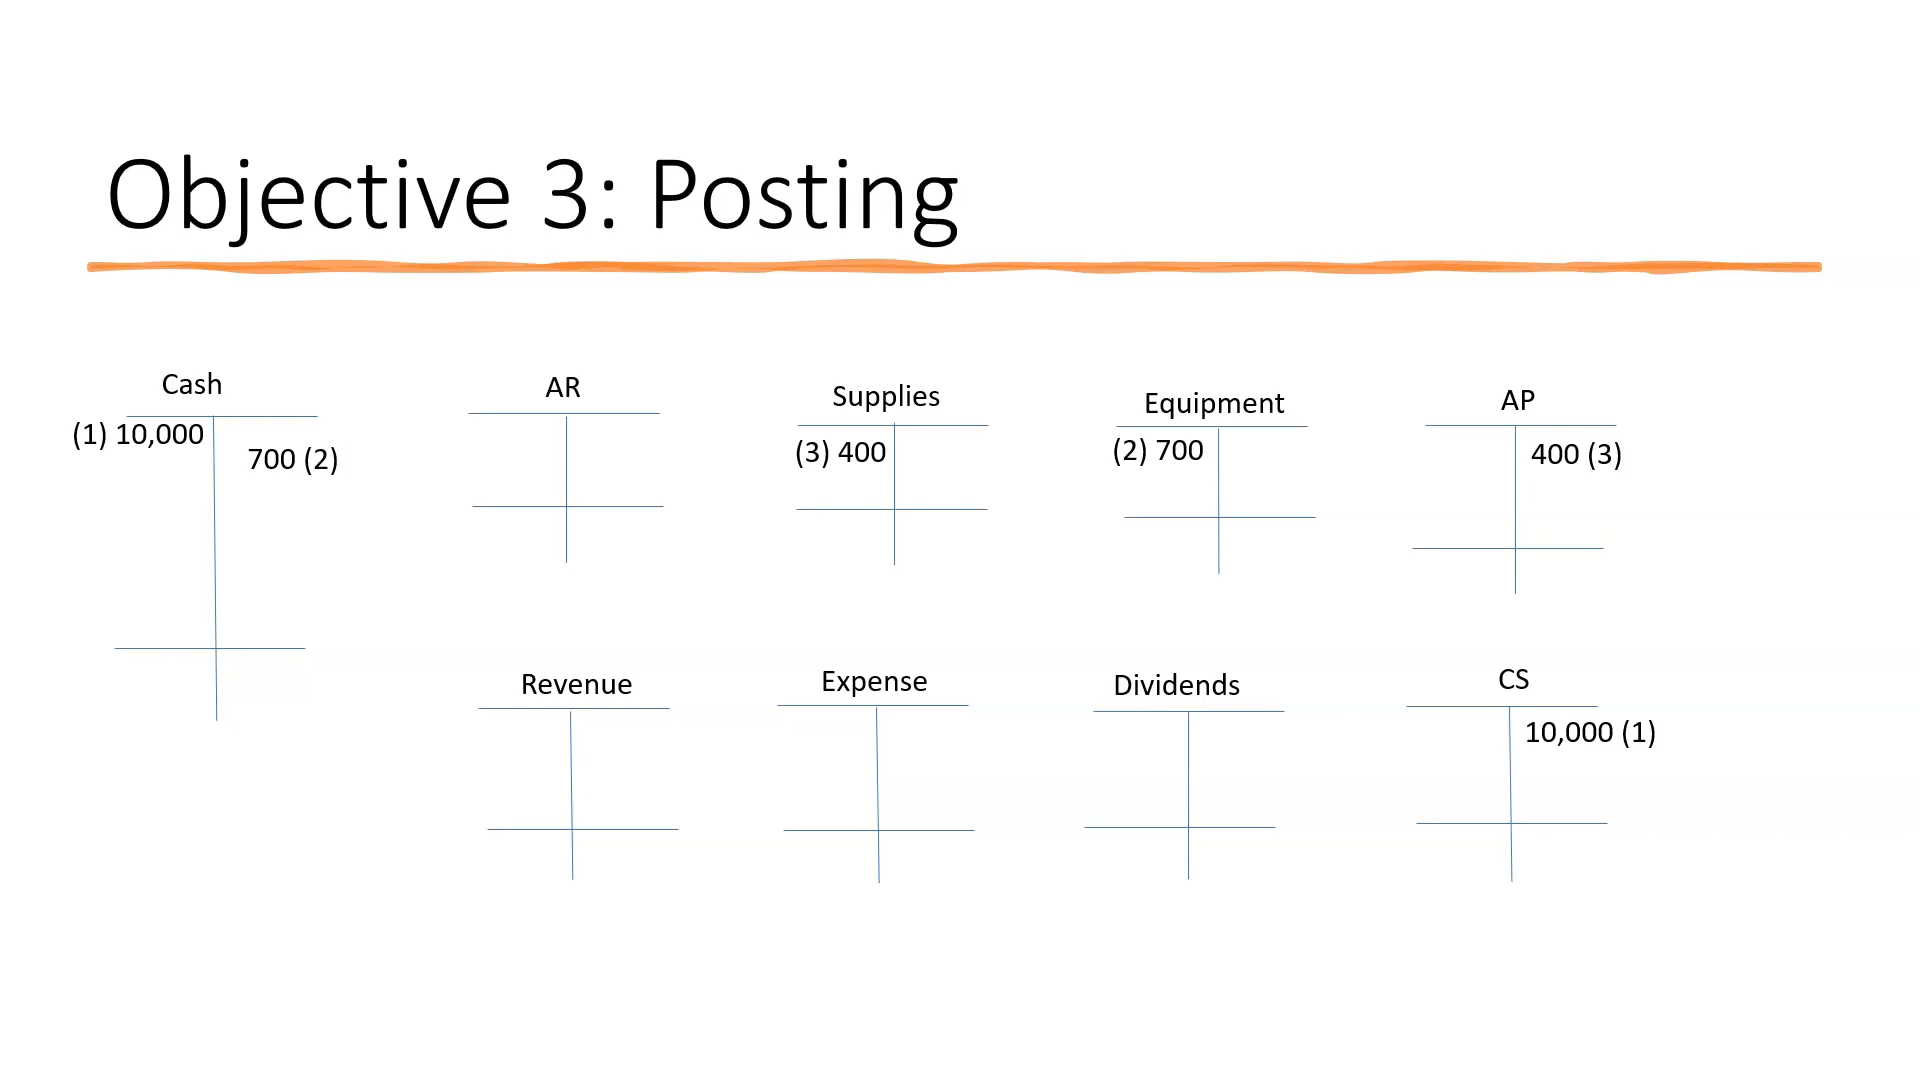 Objective 3: Posting
Cash
(1) 10,000
700 (2)
AR
Supplies
(3) 400
Equipment
(2) 700
AP
400 (3)
Revenue
Expense
Dividends
CS
10,000 (1)